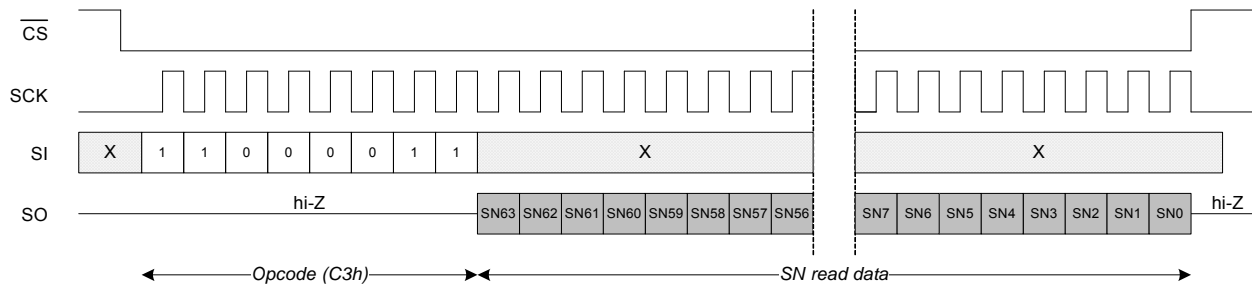 CS
SCK
SI X 1 1 0 0 0 0 1 1 X X
hi-Z hi-Z
SO SN63 SN62 SN61 SN60 SN59 SN58 SN57 SN56 SN7 SN6 SN5 SN4 SN3 SN2 SN1 SN0
Opcode (C3h) SN read data